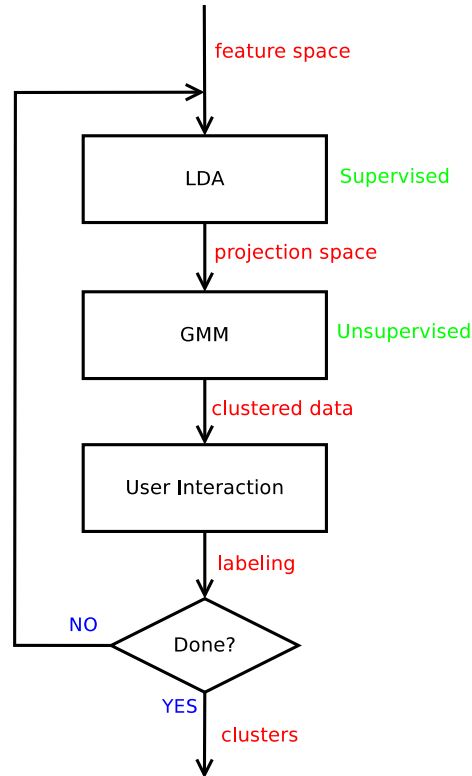 feature space
LDA
Supervised
projection space
GMM
Unsupervised
clustered data
User Interaction
labeling
NO
Done?
YES
clusters